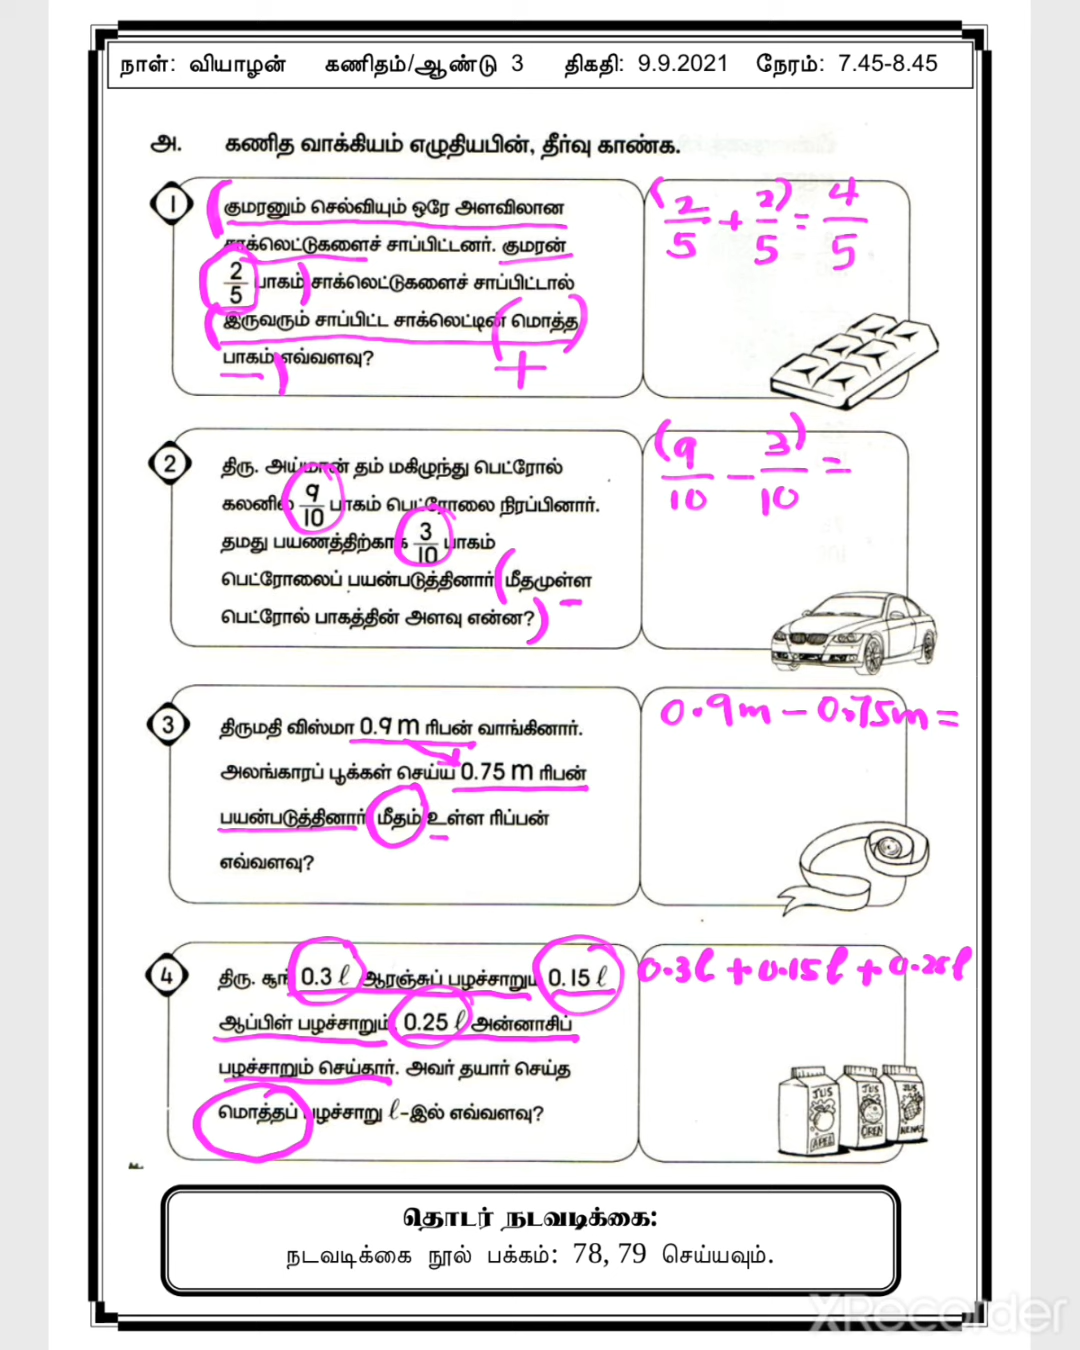 நாள்: வியாழன் கணிதம்/ஆண்டு 3 திகதி: 9.9.2021 நேரம்: 7.45-8.45
அ. கணித வாக்கியம் எழுதியபின், தீர்வு காண்க.
1 குமரனும் செல்வியும் ஒரே அளவிலான
சாக்லெட்டுகளைச் சாப்பிட்டனர். குமரன்
2/5 பாகம் சாக்லெட்டுகளைச் சாப்பிட்டால்
இருவரும் சாப்பிட்ட சாக்லெட்டின் மொத்த
பாகம் எவ்வளவு?
+
(2/5 + 2/5) = 4/5
2 திரு. அய்மான் தம் மகிழுந்து பெட்ரோல்
கலனில் 9/10 பாகம் பெட்ரோலை நிரப்பினார்.
தமது பயணத்திற்காக 3/10 பாகம்
பெட்ரோலைப் பயன்படுத்தினார் மீதமுள்ள
பெட்ரோல் பாகத்தின் அளவு என்ன?
(9/10 - 3/10) =
3 திருமதி விஸ்மா 0.9 m ரிபன் வாங்கினார்.
அலங்காரப் பூக்கள் செய்ய 0.75 m ரிபன்
பயன்படுத்தினார் மீதம் உள்ள ரிப்பன்
எவ்வளவு?
0.9m - 0.75m =
4 திரு. சூங் 0.3 ℓ ஆரஞ்சுப் பழச்சாறும் 0.15 ℓ
ஆப்பிள் பழச்சாறும் 0.25 ℓ அன்னாசிப்
பழச்சாறும் செய்தார். அவர் தயார் செய்த
மொத்தப் பழச்சாறு ℓ-இல் எவ்வளவு?
0.3ℓ + 0.15ℓ + 0.25ℓ
JUS APEL
JUS OREN
JUS NENAS
தொடர் நடவடிக்கை:
நடவடிக்கை நூல் பக்கம்: 78, 79 செய்யவும்.
XRecorder